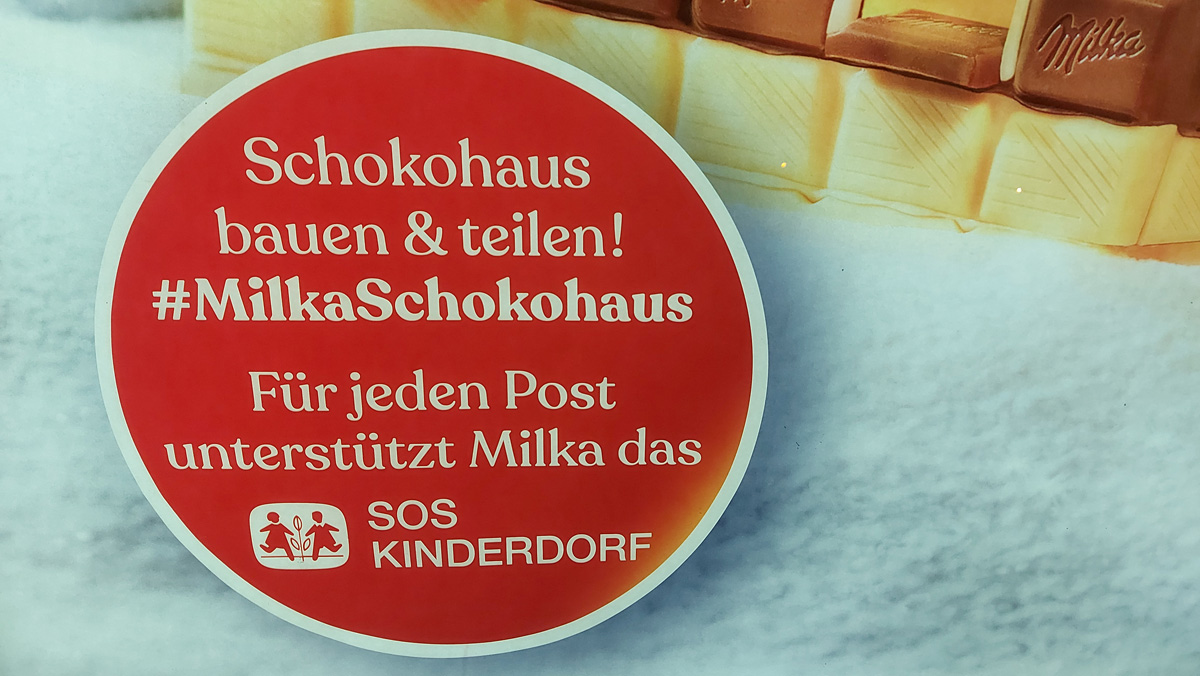 Milka
Schokohaus
bauen & teilen!
#MilkaSchokohaus
Für jeden Post
unterstützt Milka das
SOS
KINDERDORF